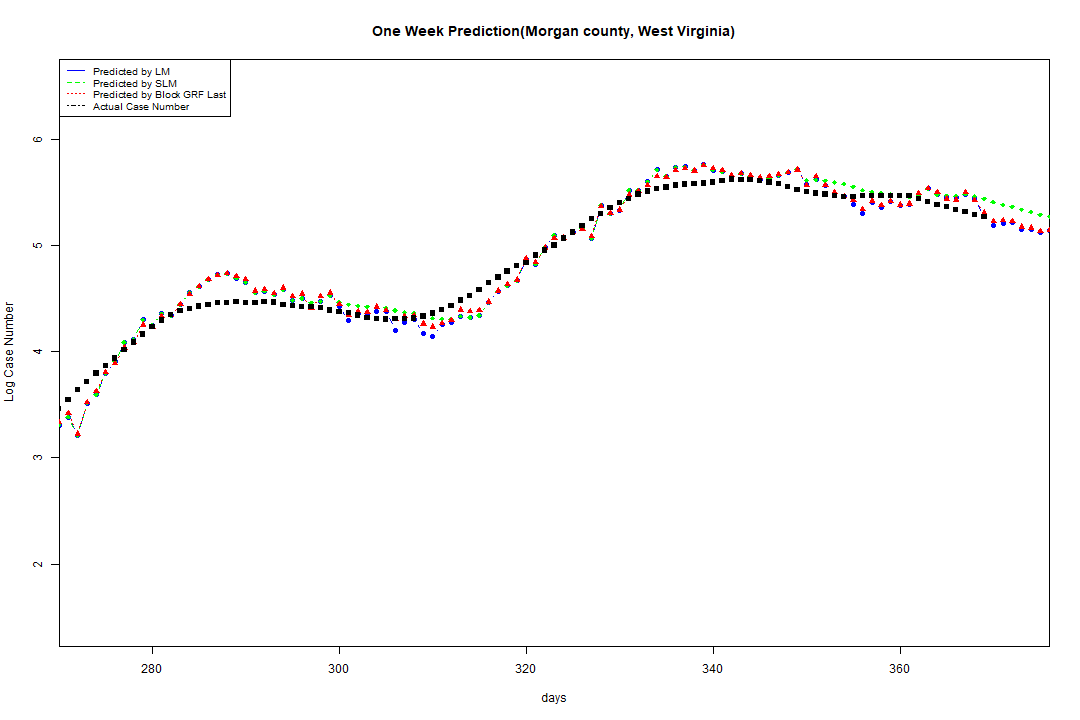 One Week Prediction(Morgan county, West Virginia)
Predicted by LM
Predicted by SLM
Predicted by Block GRF Last
Actual Case Number
6
5
4
3
2
Log Case Number
280 300 320 340 360
days